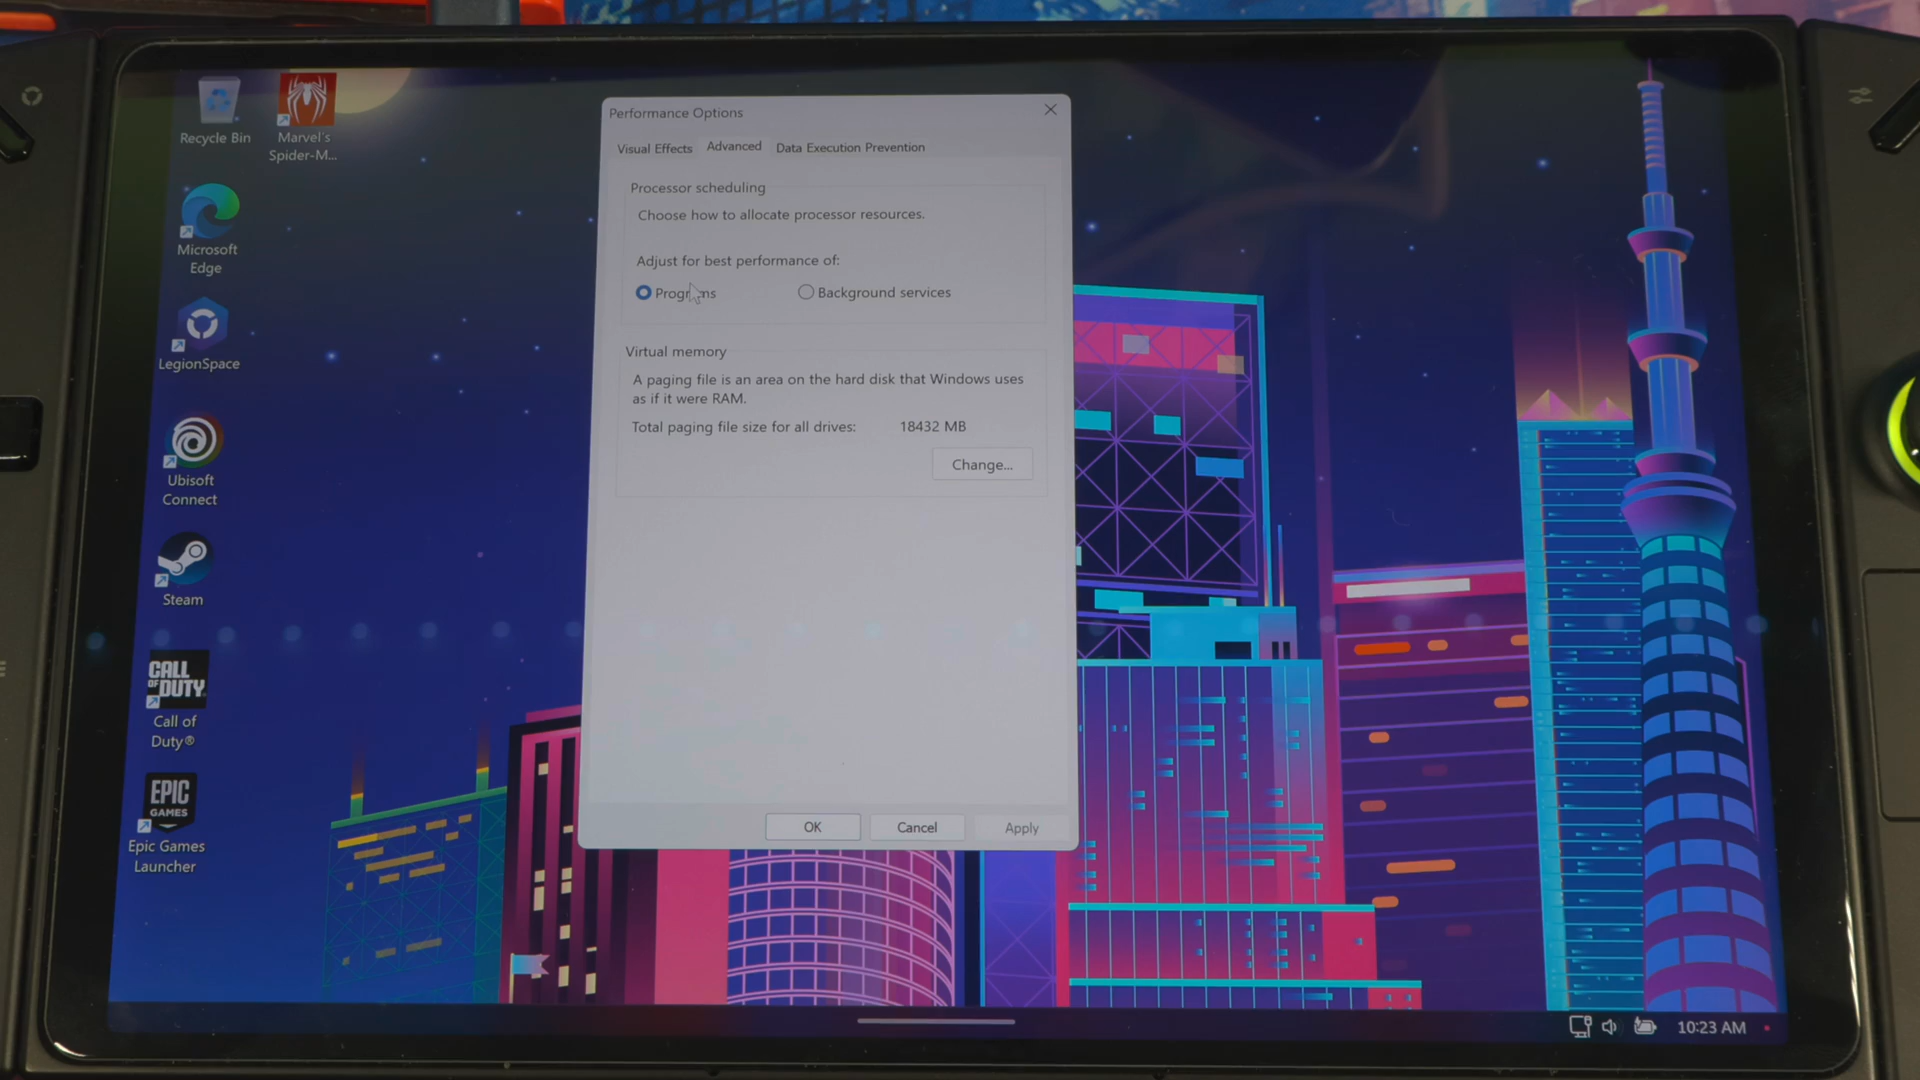 Recycle Bin
Marvel's
Spider-M...
Microsoft
Edge
LegionSpace
Ubisoft
Connect
Steam
CALL
OF DUTY
Call of
Duty®
EPIC
GAMES
Epic Games
Launcher
Performance Options
Visual Effects
Advanced
Data Execution Prevention
Processor scheduling
Choose how to allocate processor resources.
Adjust for best performance of:
Programs
Background services
Virtual memory
A paging file is an area on the hard disk that Windows uses
as if it were RAM.
Total paging file size for all drives:
18432 MB
Change...
OK
Cancel
Apply
10:23 AM